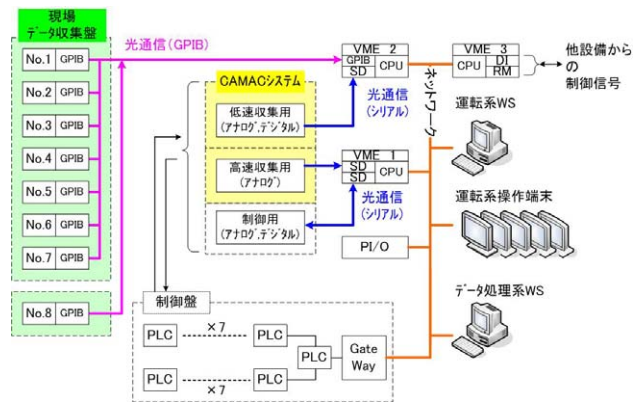 現場
データ収集盤
No.1 GPIB
No.2 GPIB
No.3 GPIB
No.4 GPIB
No.5 GPIB
No.6 GPIB
No.7 GPIB
No.8 GPIB
光通信(GPIB)
CAMACシステム
低速収集用
(アナログ,デジタル)
高速収集用
(アナログ)
制御用
(アナログ,デジタル)
光通信
(シリアル)
VME 2
GPIB
SD
CPU
VME 3
CPU
DI
RM
他設備から
の
制御信号
ネットワーク
VME 1
SD
SD
CPU
光通信
(シリアル)
PI/O
運転系WS
運転系操作端末
データ処理系WS
制御盤
PLC ×7 PLC
PLC
Gate
Way
PLC ×7 PLC